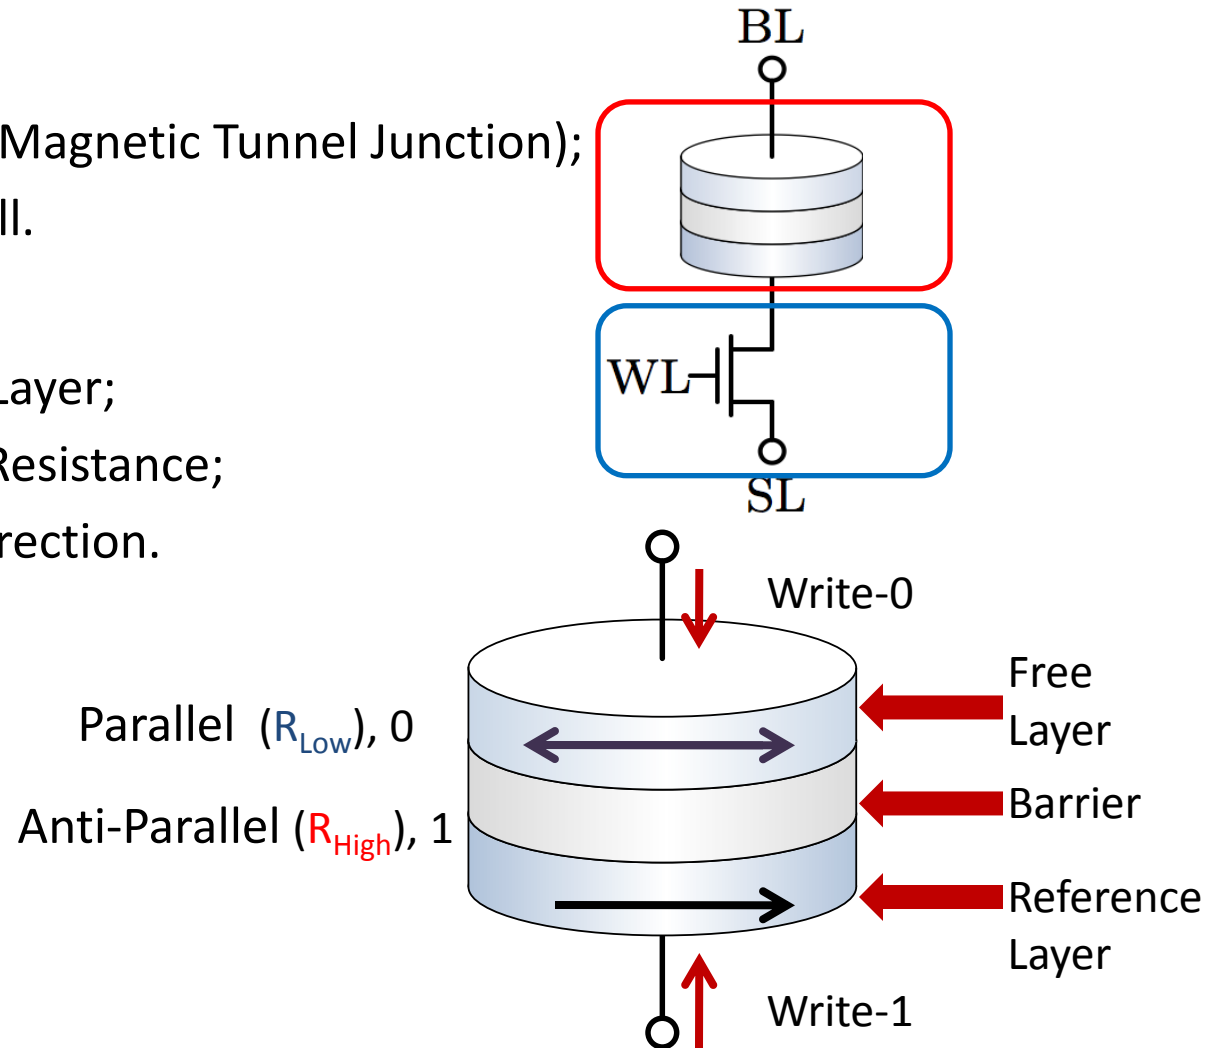 BL
(Magnetic Tunnel Junction);
ll.
WL
Layer;
Resistance;
SL
rection.
Write-0
Free
Layer
Parallel (RLow), 0
Barrier
Anti-Parallel (RHigh), 1
Reference
Layer
Write-1